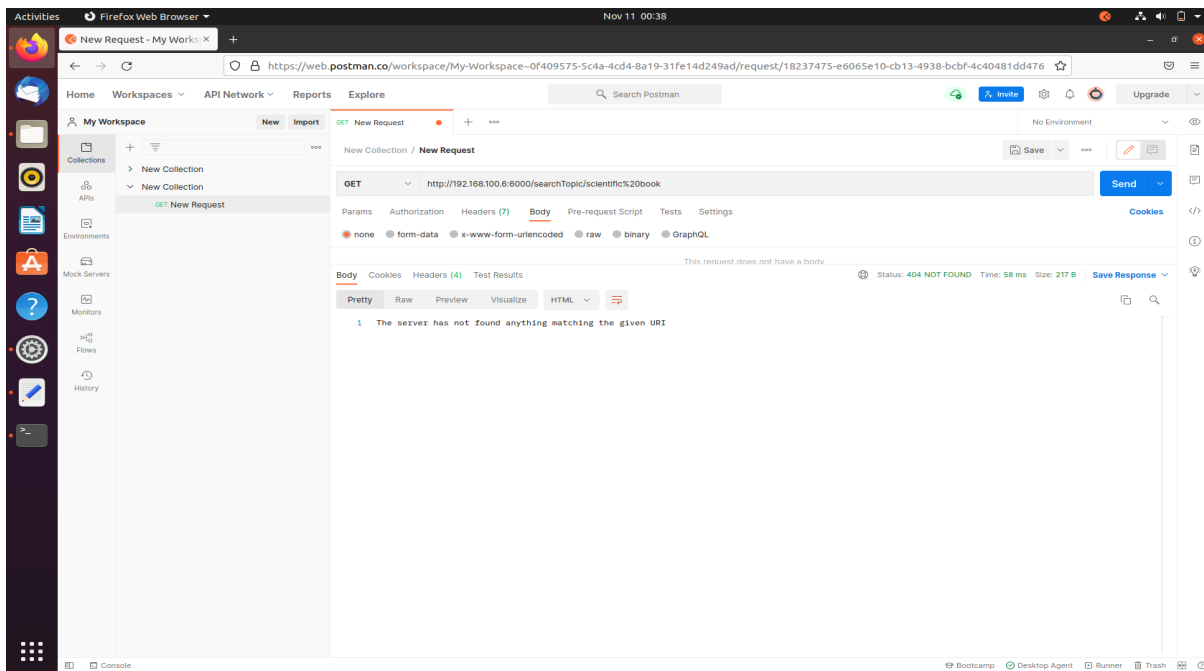 Activities Firefox Web Browser Nov 11 00:38
New Request - My Works × +
https://web.postman.co/workspace/My-Workspace~0f409575-5c4a-4cd4-8a19-31fe14d249ad/request/18237475-e6065e10-cb13-4938-bcbf-4c40481dd476
Home Workspaces API Network Reports Explore Search Postman Invite Upgrade
My Workspace New Import GET New Request + No Environment
Collections
New Collection / New Request Save
New Collection
New Collection
GET New Request
APIs
Environments
Mock Servers
Monitors
Flows
History
GET http://192.168.100.6:6000/searchTopic/scientific%20book Send
Params Authorization Headers (7) Body Pre-request Script Tests Settings Cookies
none form-data x-www-form-urlencoded raw binary GraphQL
This request does not have a body
Body Cookies Headers (4) Test Results Status: 404 NOT FOUND Time: 58 ms Size: 217 B Save Response
Pretty Raw Preview Visualize HTML
1 The server has not found anything matching the given URI
Console Bootcamp Desktop Agent Runner Trash